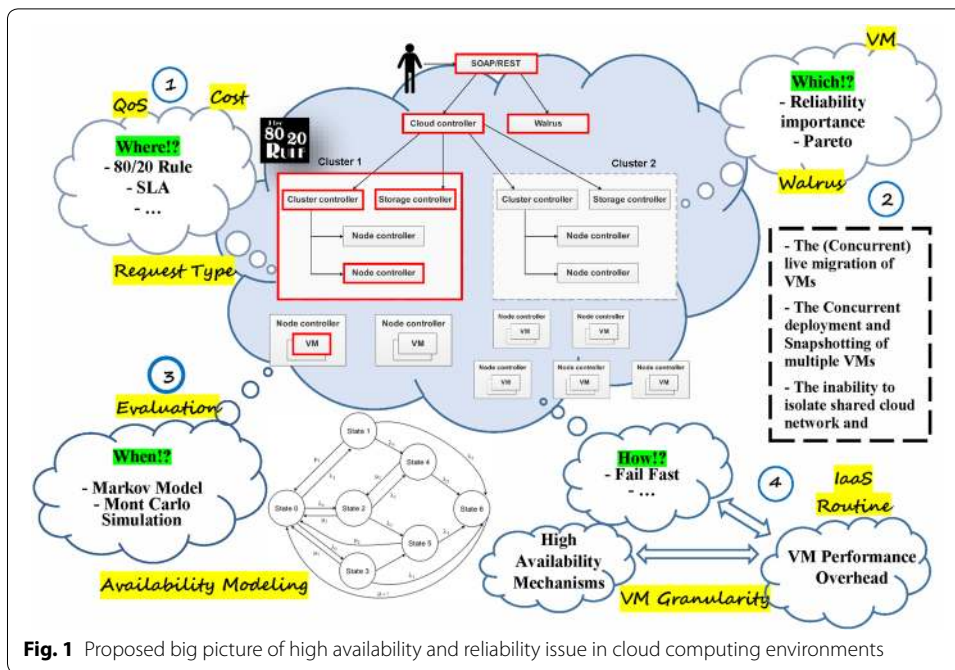 SOAP/REST
VM
1
QoS
Cost
Which!?
- Reliability
importance
- Pareto
Where!?
- 80/20 Rule
- SLA
- ...
80
20
RULE
Cloud controller
Walrus
Cluster 1
Cluster 2
Walrus
2
Cluster controller
Storage controller
Cluster controller
Storage controller
Node controller
Node controller
Node controller
Node controller
Request Type
- The (Concurrent)
live migration of
VMs
- The Concurrent
deployment and
Snapshotting of
multiple VMs
- The inability to
isolate shared cloud
network and
Node controller
VM
Node controller
VM
Node controller
VM
Node controller
VM
Node controller
VM
Node controller
VM
Node controller
VM
3
Evaluation
When!?
- Markov Model
- Mont Carlo
Simulation
State 1
State 4
State 0
State 2
State 6
State 5
State 3
Availability Modeling
How!?
- Fail Fast
- ...
4
IaaS
Routine
High
Availability
Mechanisms
VM Performance
Overhead
VM Granularity
Fig. 1 Proposed big picture of high availability and reliability issue in cloud computing environments